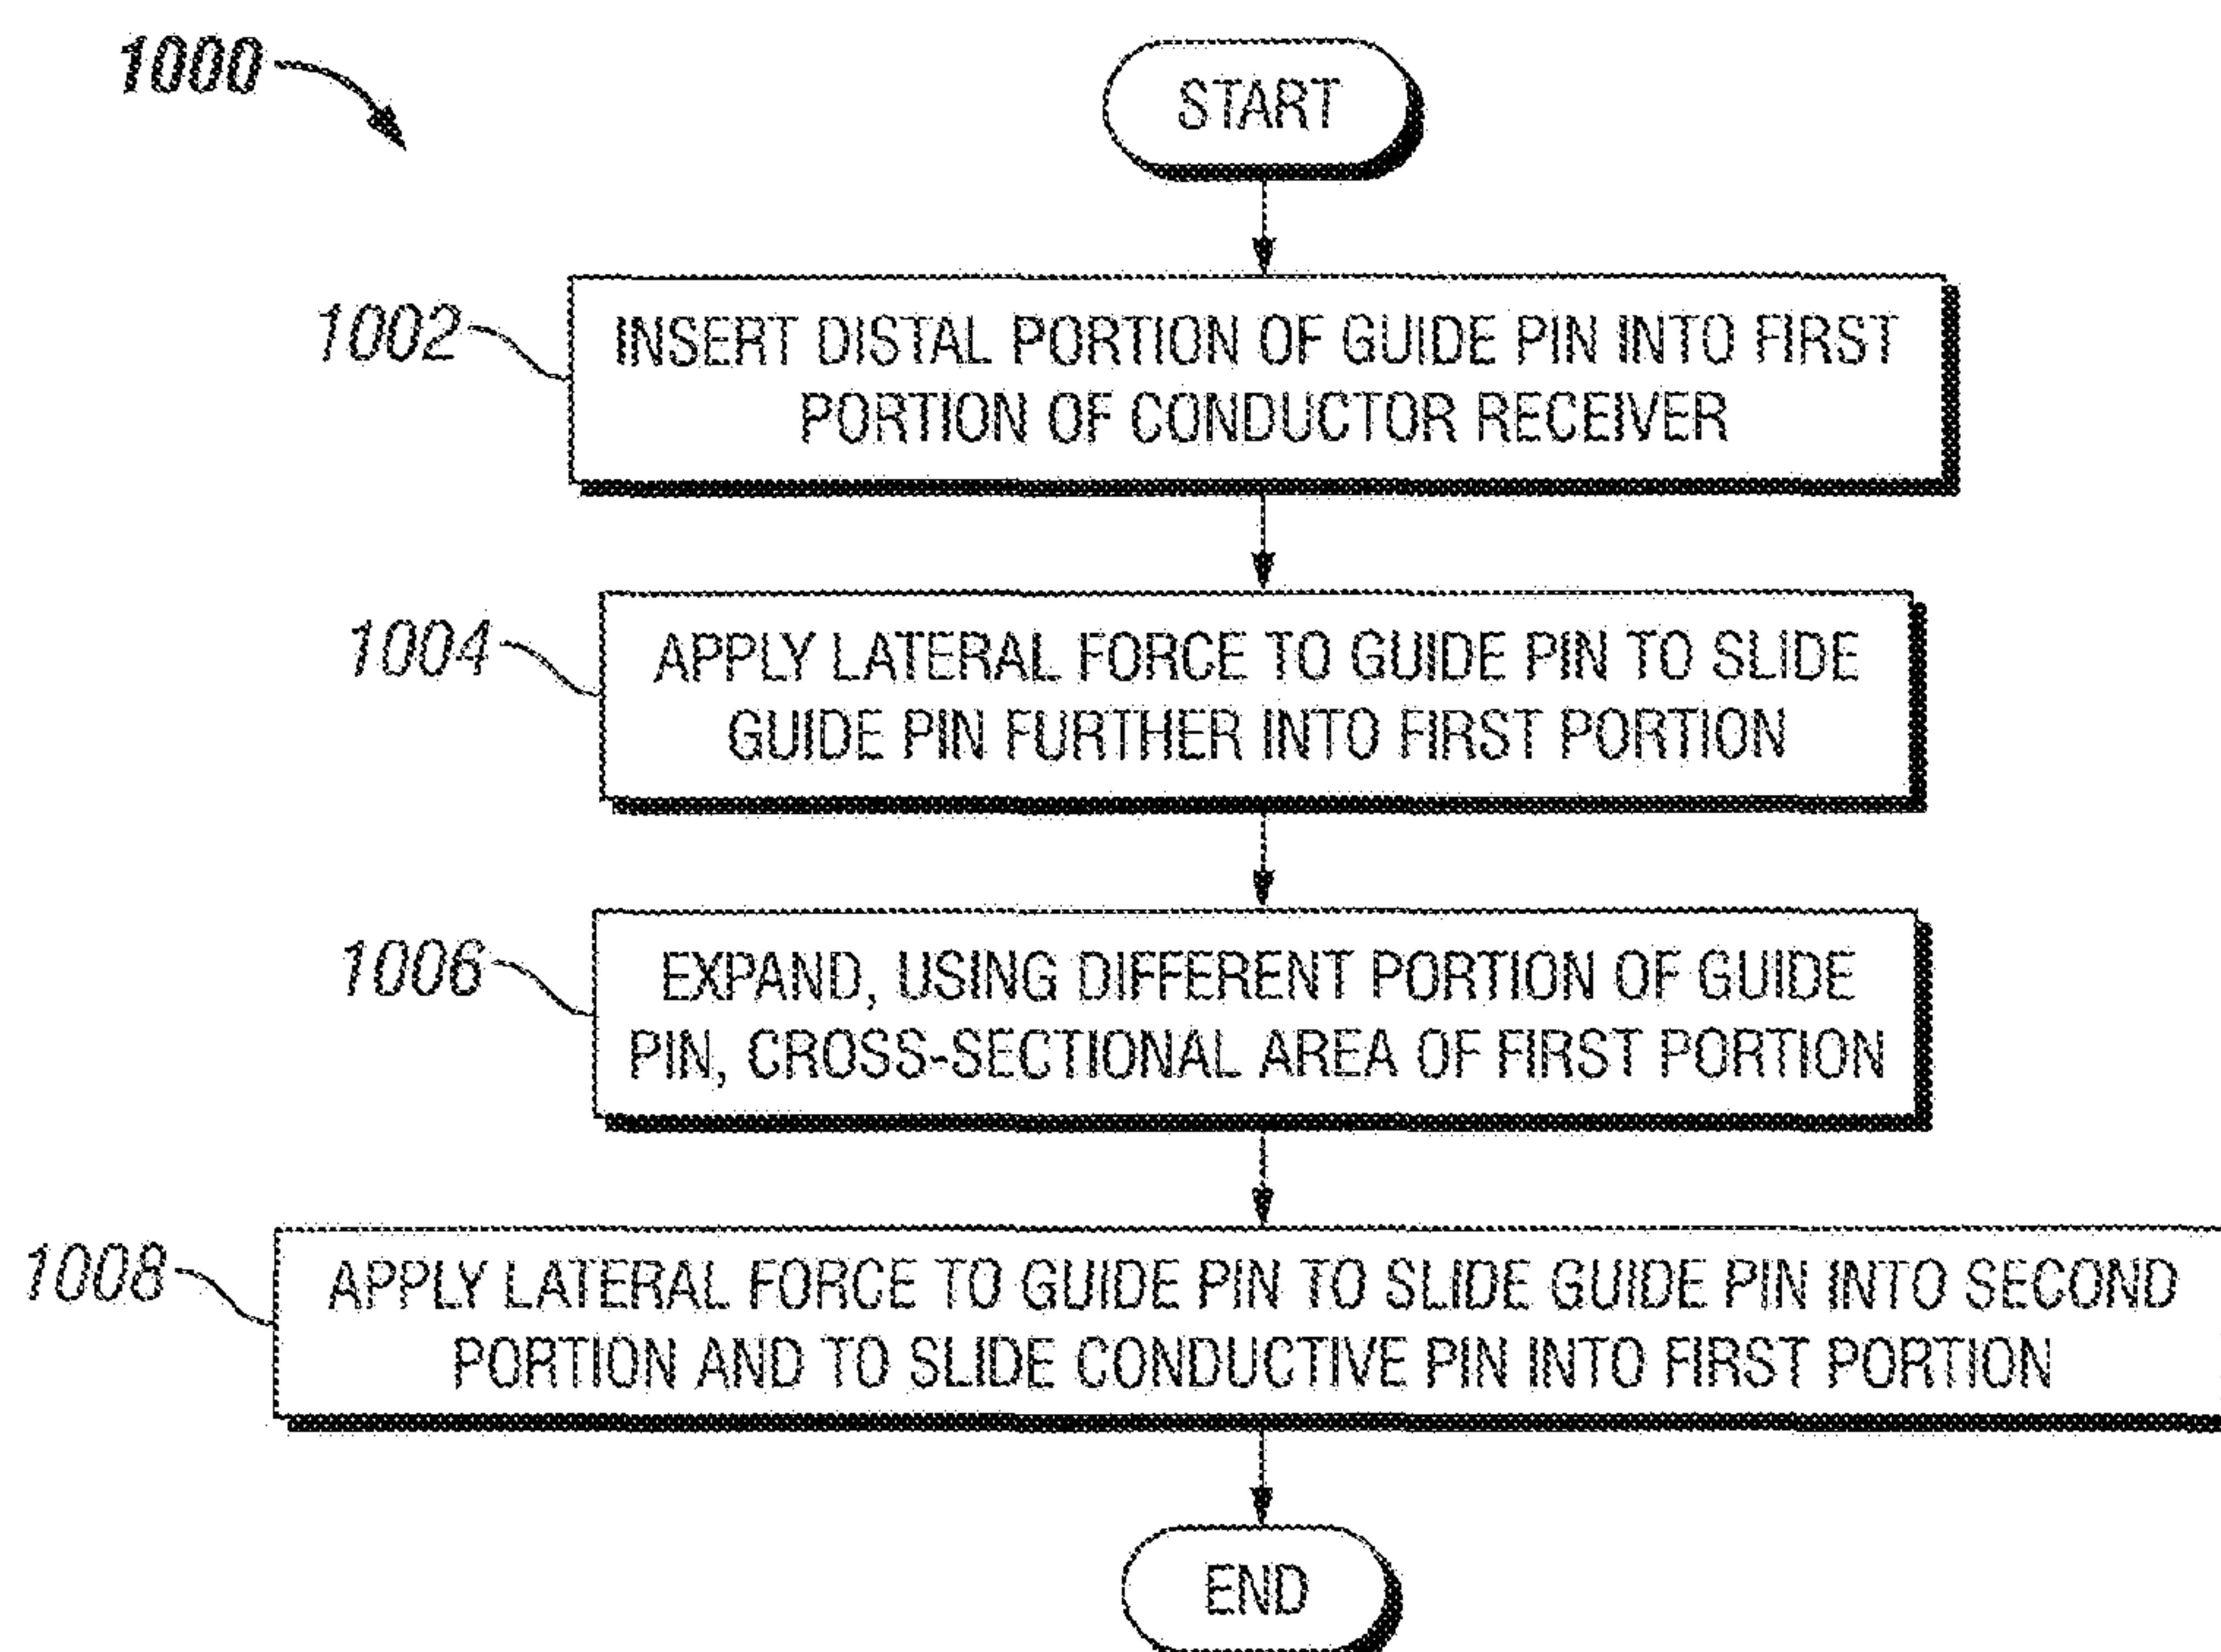 1000
START
1002
INSERT DISTAL PORTION OF GUIDE PIN INTO FIRST
PORTION OF CONDUCTOR RECEIVER
1004
APPLY LATERAL FORCE TO GUIDE PIN TO SLIDE
GUIDE PIN FURTHER INTO FIRST PORTION
1006
EXPAND, USING DIFFERENT PORTION OF GUIDE
PIN, CROSS-SECTIONAL AREA OF FIRST PORTION
1008
APPLY LATERAL FORCE TO GUIDE PIN TO SLIDE GUIDE PIN INTO SECOND
PORTION AND TO SLIDE CONDUCTIVE PIN INTO FIRST PORTION
END